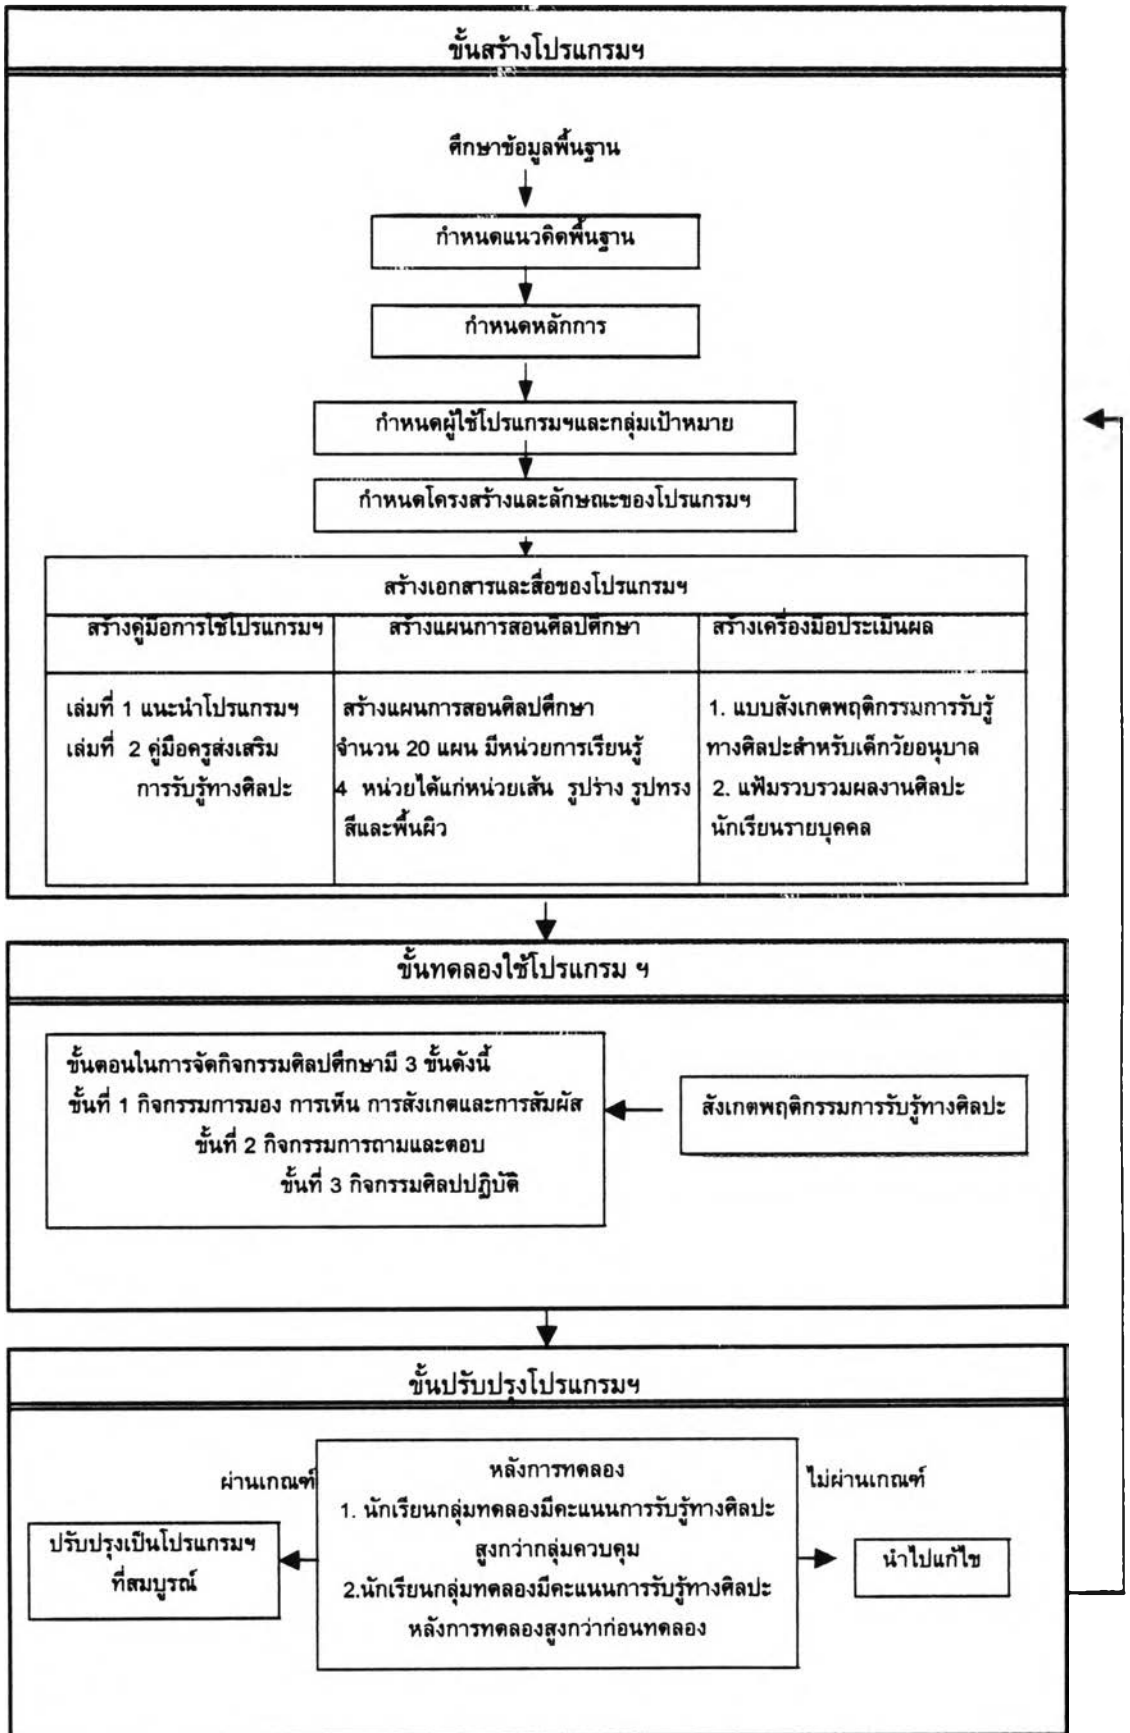 ขั้นสร้างโปรแกรมฯ
ศึกษาข้อมูลพื้นฐาน
กำหนดแนวคิดพื้นฐาน
กำหนดหลักการ
กำหนดผู้ใช้โปรแกรมฯและกลุ่มเป้าหมาย
กำหนดโครงสร้างและลักษณะของโปรแกรมฯ
สร้างเอกสารและสื่อของโปรแกรมฯ
สร้างคู่มือการใช้โปรแกรมฯ
เล่มที่ 1 แนะนำโปรแกรมฯ
เล่มที่ 2 คู่มือครูส่งเสริม
การรับรู้ทางศิลปะ
สร้างแผนการสอนศิลปศึกษา
สร้างแผนการสอนศิลปศึกษา
จำนวน 20 แผน มีหน่วยการเรียนรู้
4 หน่วยได้แก่หน่วยเส้น รูปร่าง รูปทรง
สีและพื้นผิว
สร้างเครื่องมือประเมินผล
1. แบบสังเกตพฤติกรรมการรับรู้
ทางศิลปะสำหรับเด็กวัยอนุบาล
2. แฟ้มรวบรวมผลงานศิลปะ
นักเรียนรายบุคคล
ขั้นทดลองใช้โปรแกรม ฯ
ขั้นตอนในการจัดกิจกรรมศิลปศึกษามี 3 ขั้นดังนี้
ขั้นที่ 1 กิจกรรมการมอง การเห็น การสังเกตและการสัมผัส
ขั้นที่ 2 กิจกรรมการถามและตอบ
ขั้นที่ 3 กิจกรรมศิลปปฏิบัติ
สังเกตพฤติกรรมการรับรู้ทางศิลปะ
ขั้นปรับปรุงโปรแกรมฯ
ผ่านเกณฑ์
ปรับปรุงเป็นโปรแกรมฯ
ที่สมบูรณ์
หลังการทดลอง
1. นักเรียนกลุ่มทดลองมีคะแนนการรับรู้ทางศิลปะ
สูงกว่ากลุ่มควบคุม
2.นักเรียนกลุ่มทดลองมีคะแนนการรับรู้ทางศิลปะ
หลังการทดลองสูงกว่าก่อนทดลอง
ไม่ผ่านเกณฑ์
นำไปแก้ไข